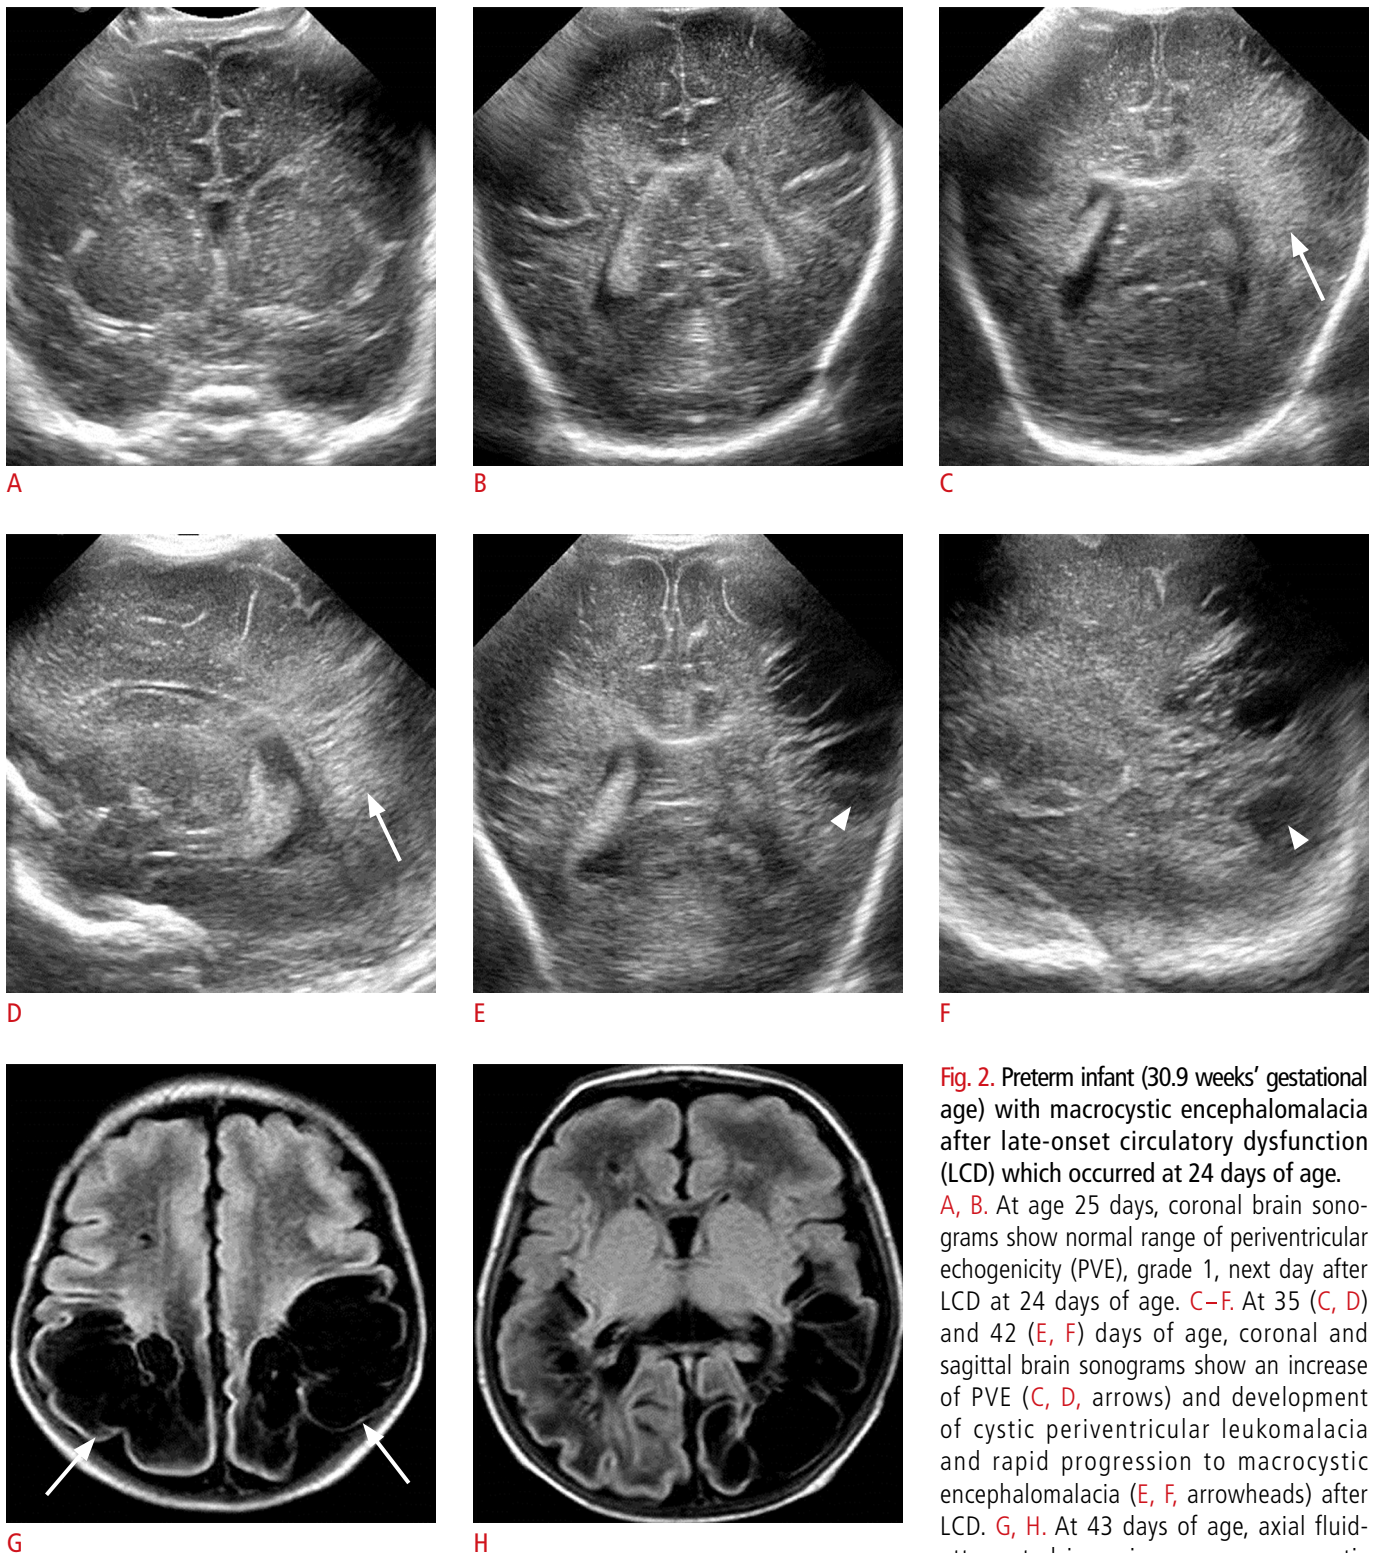 A
B
C
D
E
F
G
H
Fig. 2. Preterm infant (30.9 weeks’ gestational
age) with macrocystic encephalomalacia
after late-onset circulatory dysfunction
(LCD) which occurred at 24 days of age.
A, B. At age 25 days, coronal brain sono-
grams show normal range of periventricular
echogenicity (PVE), grade 1, next day after
LCD at 24 days of age. C–F. At 35 (C, D)
and 42 (E, F) days of age, coronal and
sagittal brain sonograms show an increase
of PVE (C, D, arrows) and development
of cystic periventricular leukomalacia
and rapid progression to macrocystic
encephalomalacia (E, F, arrowheads) after
LCD. G, H. At 43 days of age, axial fluid-